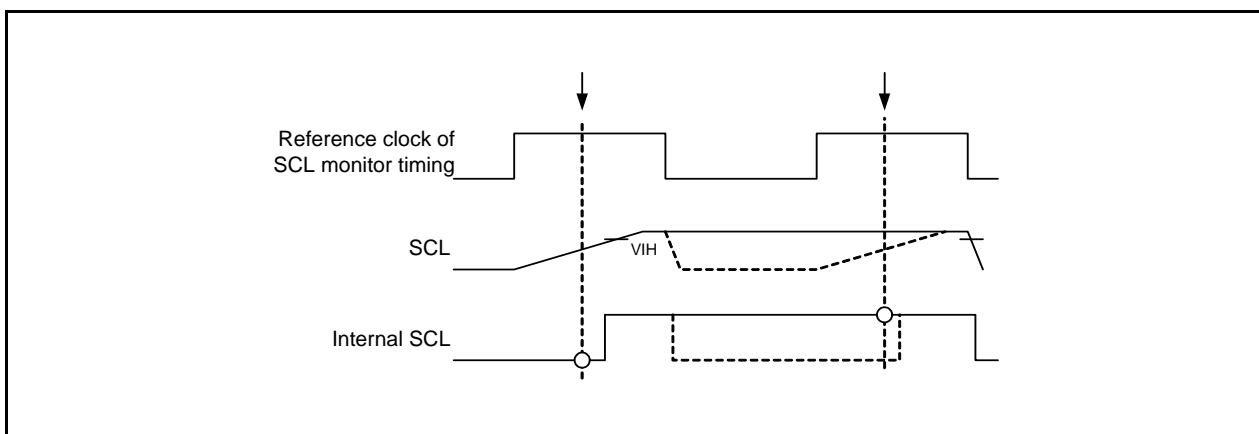 Reference clock of
SCL monitor timing
SCL
VIH
Internal SCL